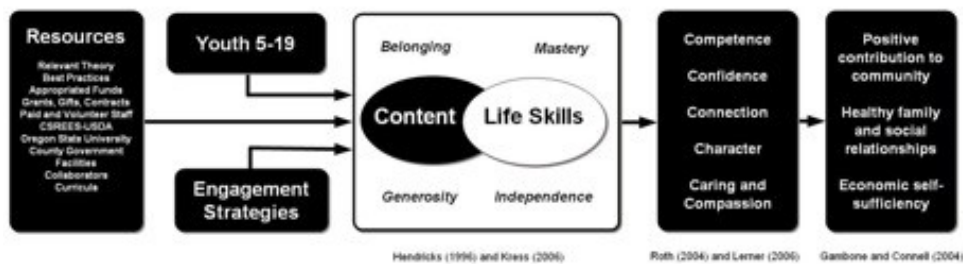 Resources
Relevant Theory
Best Practices
Appropriated Funds
Grants, Gifts, Contracts
Paid and Volunteer Staff
CSREES-USDA
Oregon State University
County Government
Facilities
Collaborators
Curricula
Youth 5-19
Engagement
Strategies
Belonging
Mastery
Content
Life Skills
Generosity
Independence
Hendricks (1996) and Kress (2006)
Competence
Confidence
Connection
Character
Caring and
Compassion
Roth (2004) and Lerner (2006)
Positive
contribution to
community
Healthy family
and social
relationships
Economic self-
sufficiency
Gambone and Connell (2004)